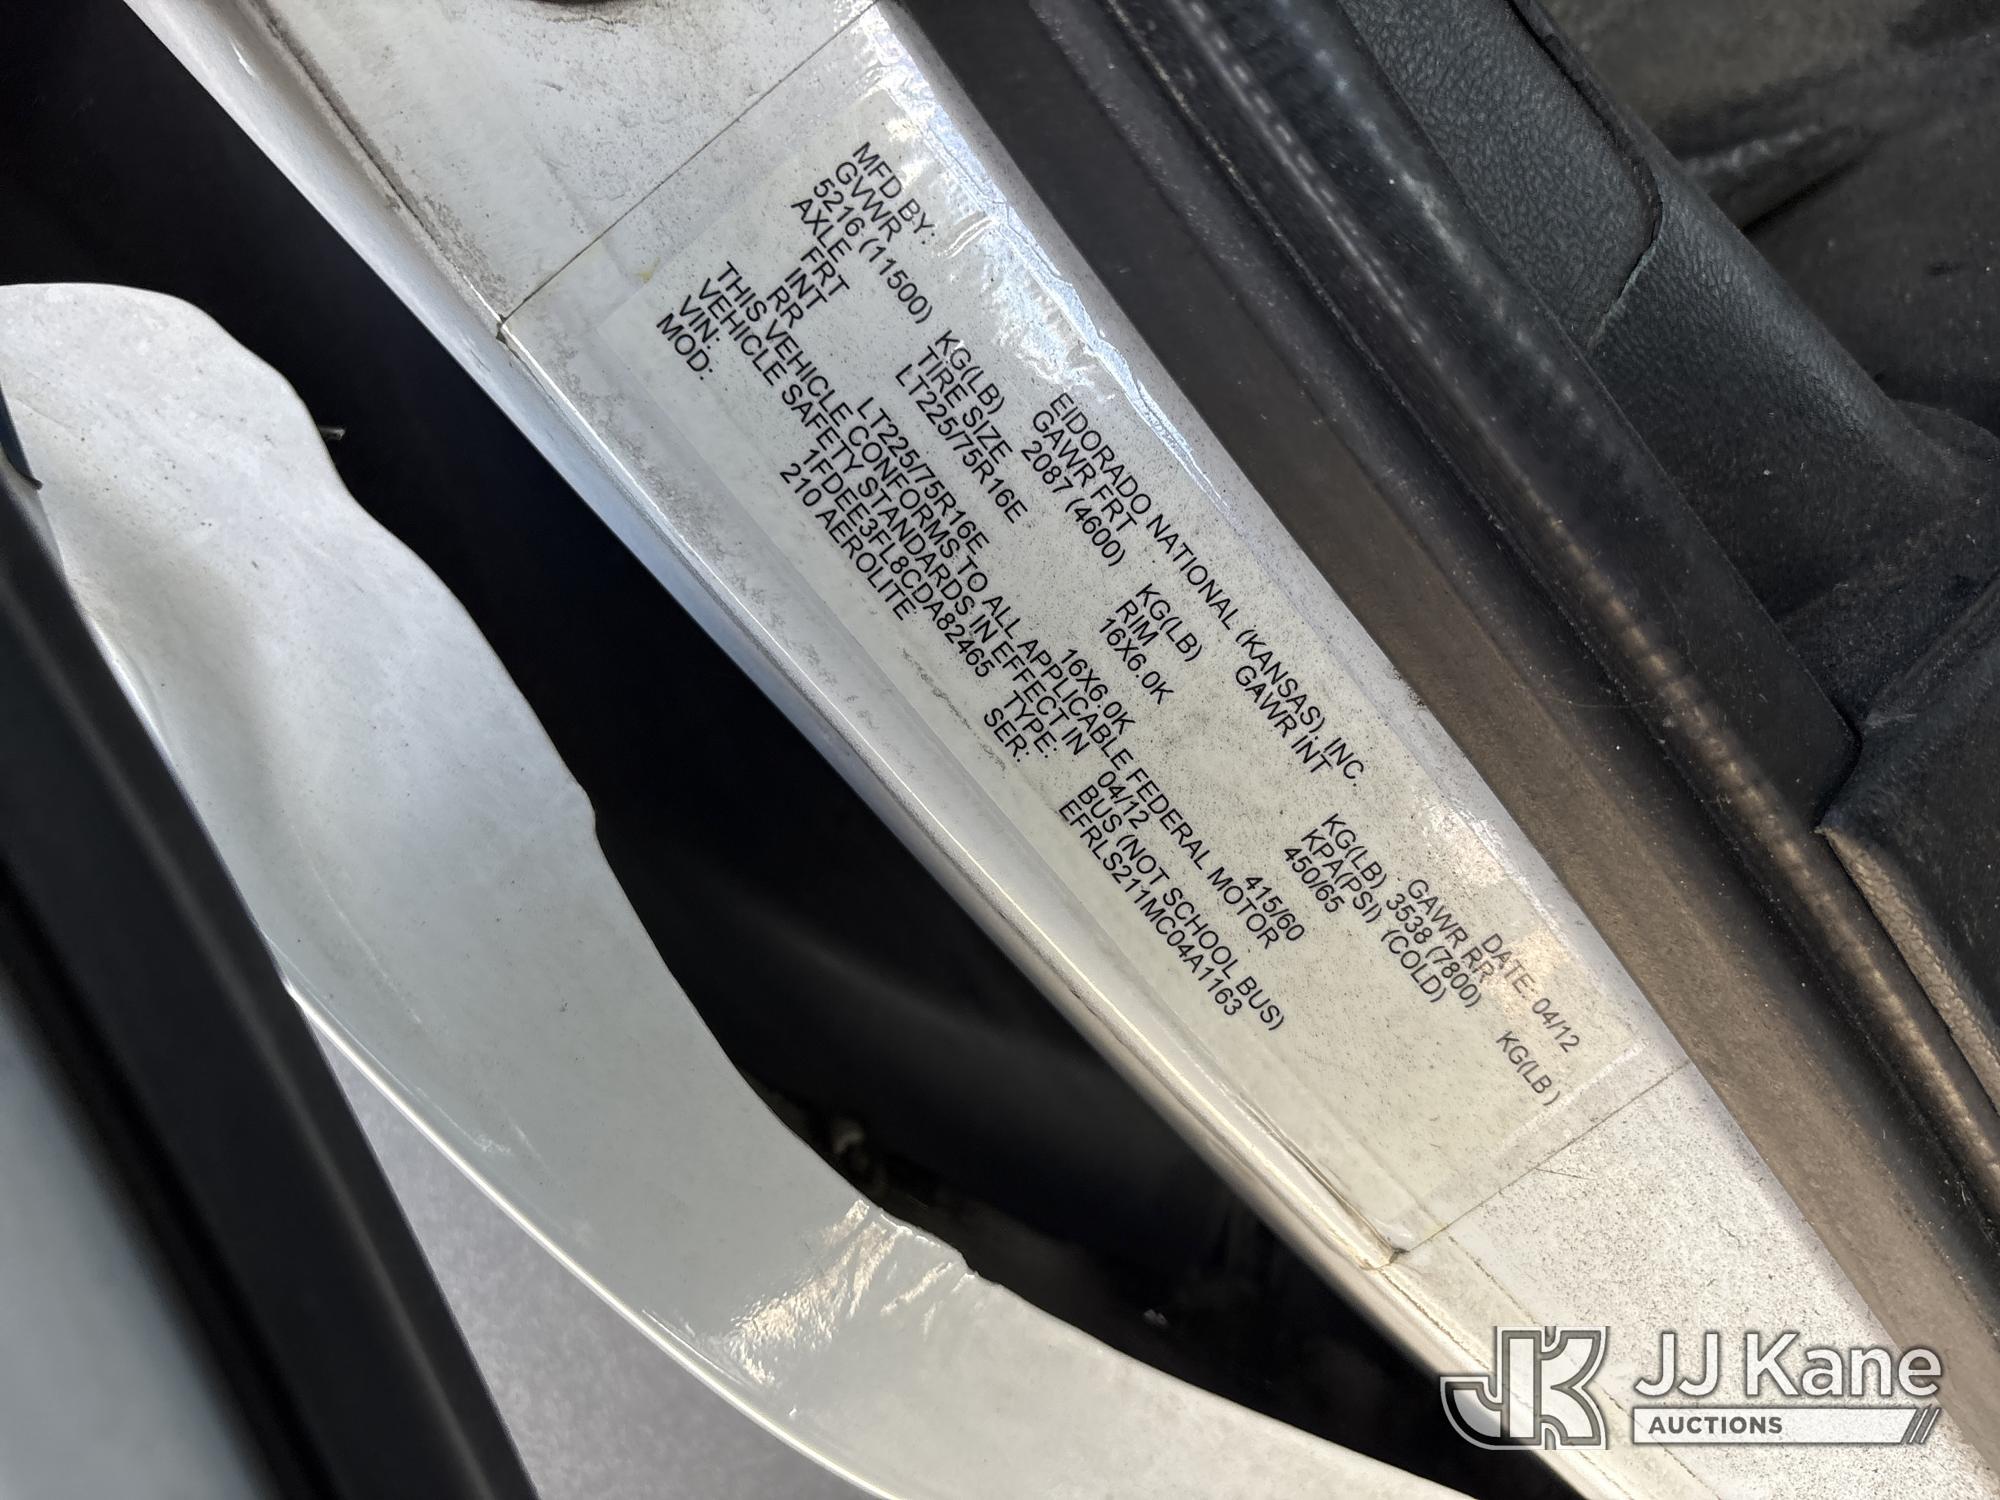 MFD BY: EIDORADO NATIONAL (KANSAS), INC DATE: 04/12
GVWR GAWR FRT GAWR INT GAWR RR
5216 (11500) KG(LB) 2087 (4600) KG(LB) KG(LB) 3538 (7800) KG(LB )
AXLE TIRE SIZE RIM KPA(PSI) (COLD)
FRT LT225/75R16E 16X6.0K 450/65
INT
RR LT225/75R16E 16X6.0K 415/60
THIS VEHICLE CONFORMS TO ALL APPLICABLE FEDERAL MOTOR
VEHICLE SAFETY STANDARDS IN EFFECT IN 04/12
VIN: 1FDEE3FL8CDA82465 TYPE: BUS (NOT SCHOOL BUS)
MOD: 210 AEROLITE SER: EFRLS211MC04A1163
JK JJ Kane
AUCTIONS